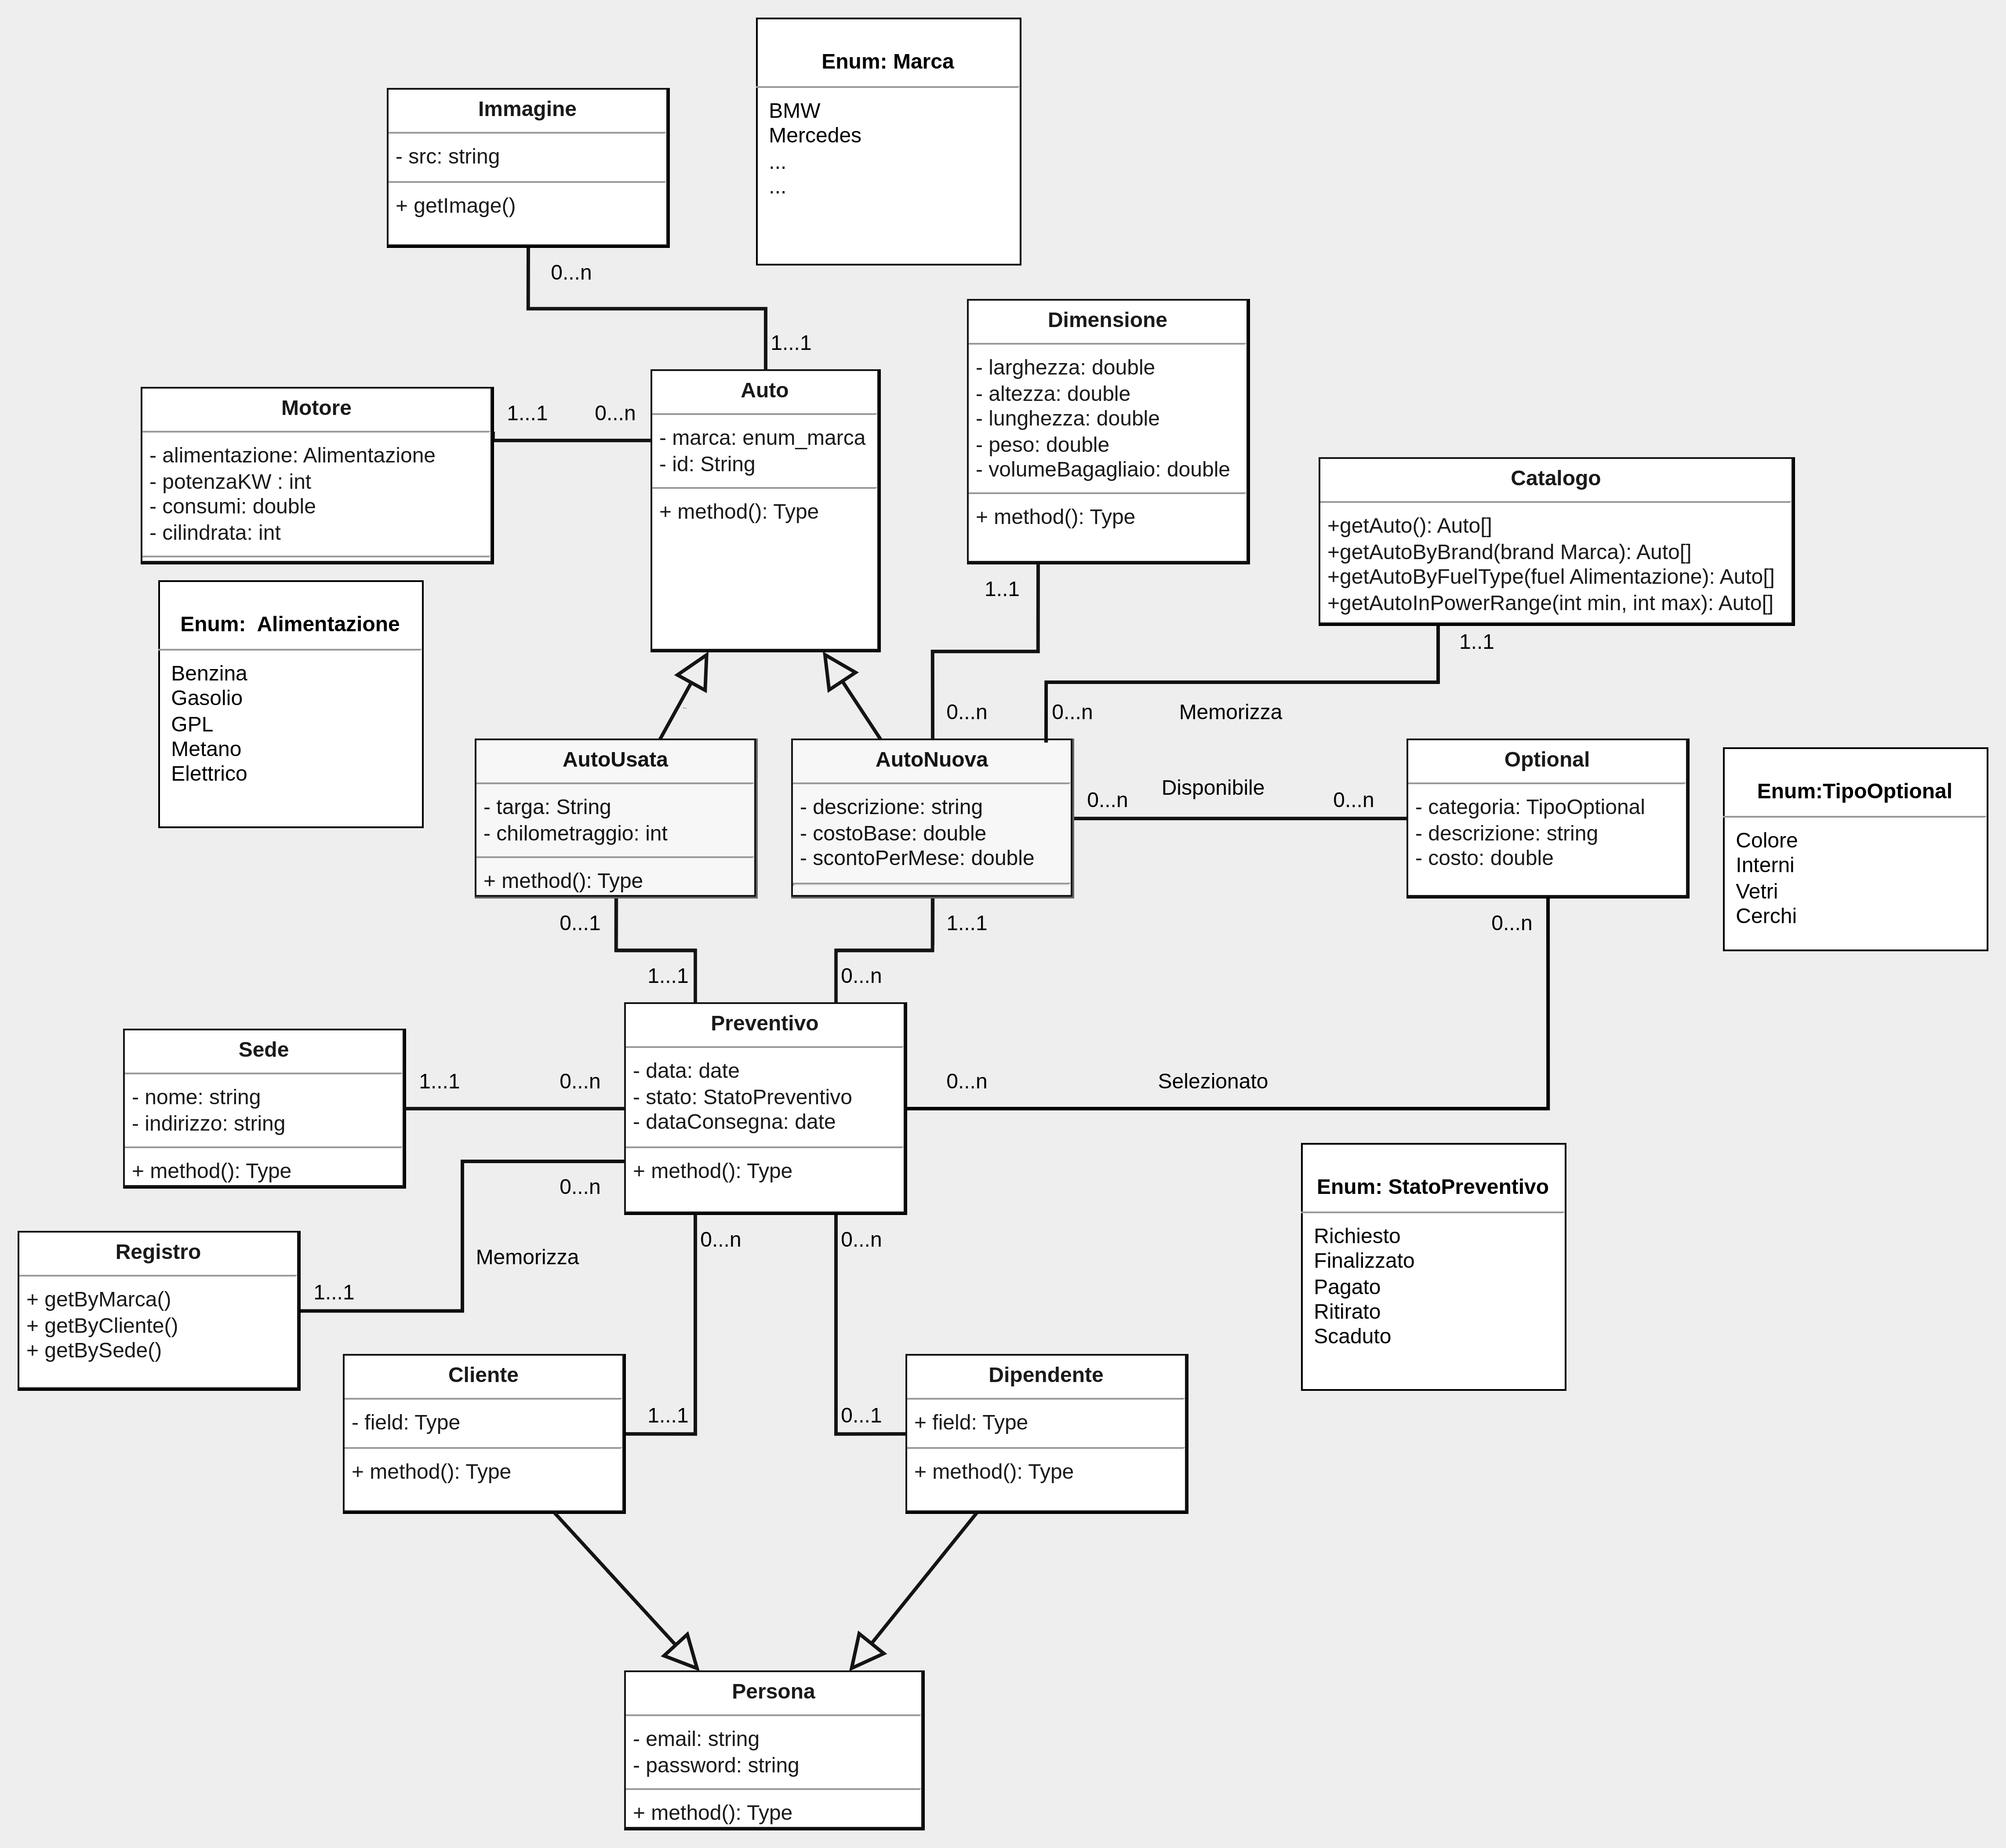 Enum: Marca
BMW
Mercedes
...
...
Immagine
- src: string
+ getImage()
0...n
1...1
Dimensione
- larghezza: double
- altezza: double
- lunghezza: double
- peso: double
- volumeBagagliaio: double
+ method(): Type
Motore
- alimentazione: Alimentazione
- potenzaKW : int
- consumi: double
- cilindrata: int
1...1
0...n
Auto
- marca: enum_marca
- id: String
+ method(): Type
Catalogo
+getAuto(): Auto[]
+getAutoByBrand(brand Marca): Auto[]
+getAutoByFuelType(fuel Alimentazione): Auto[]
+getAutoInPowerRange(int min, int max): Auto[]
1...1
1...1
Enum:  Alimentazione
Benzina
Gasolio
GPL
Metano
Elettrico
0...n
0...n
Memorizza
AutoUsata
- targa: String
- chilometraggio: int
+ method(): Type
AutoNuova
- descrizione: string
- costoBase: double
- scontoPerMese: double
0...n
Disponibile
0...n
Optional
- categoria: TipoOptional
- descrizione: string
- costo: double
Enum:TipoOptional
Colore
Interni
Vetri
Cerchi
0...1
1...1
0...n
1...1
0...n
Preventivo
- data: date
- stato: StatoPreventivo
- dataConsegna: date
+ method(): Type
Sede
- nome: string
- indirizzo: string
+ method(): Type
1...1
0...n
0...n
Selezionato
0...n
Enum: StatoPreventivo
Richiesto
Finalizzato
Pagato
Ritirato
Scaduto
Registro
+ getByMarca()
+ getByCliente()
+ getBySede()
Memorizza
1...1
0...n
0...n
Cliente
- field: Type
+ method(): Type
1...1
0...1
Dipendente
+ field: Type
+ method(): Type
Persona
- email: string
- password: string
+ method(): Type